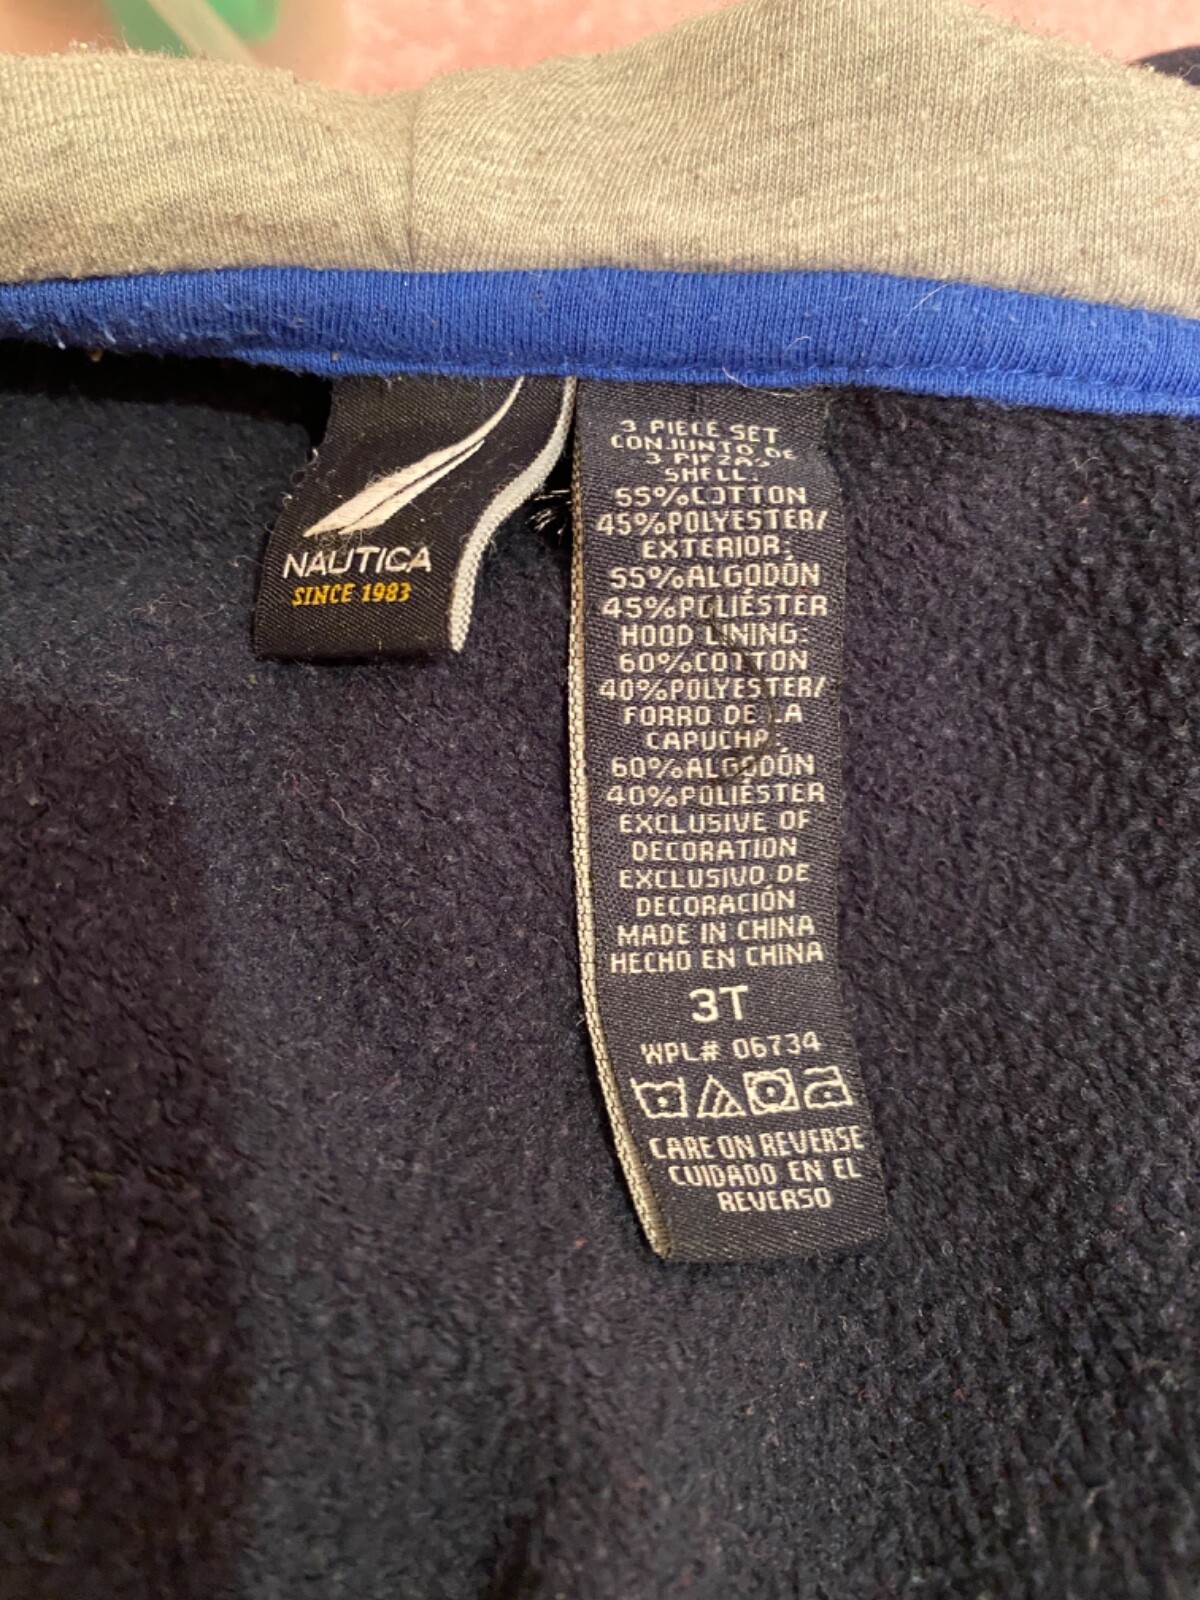 NAUTICA
SINCE 1983
3 PIECE SET
CONJUNTO DE
3 PIEZAS
SHELL:
55%COTTON
45%POLYESTER/
EXTERIOR:
55%ALGODÓN
45%POLIÉSTER
HOOD LINING:
60%COTTON
40%POLYESTER/
FORRO DE LA
CAPUCHA:
60%ALGODÓN
40%POLIÉSTER
EXCLUSIVE OF
DECORATION
EXCLUSIVO DE
DECORACIÓN
MADE IN CHINA
HECHO EN CHINA
3T
WPL# 06734
CARE ON REVERSE
CUIDADO EN EL
REVERSO